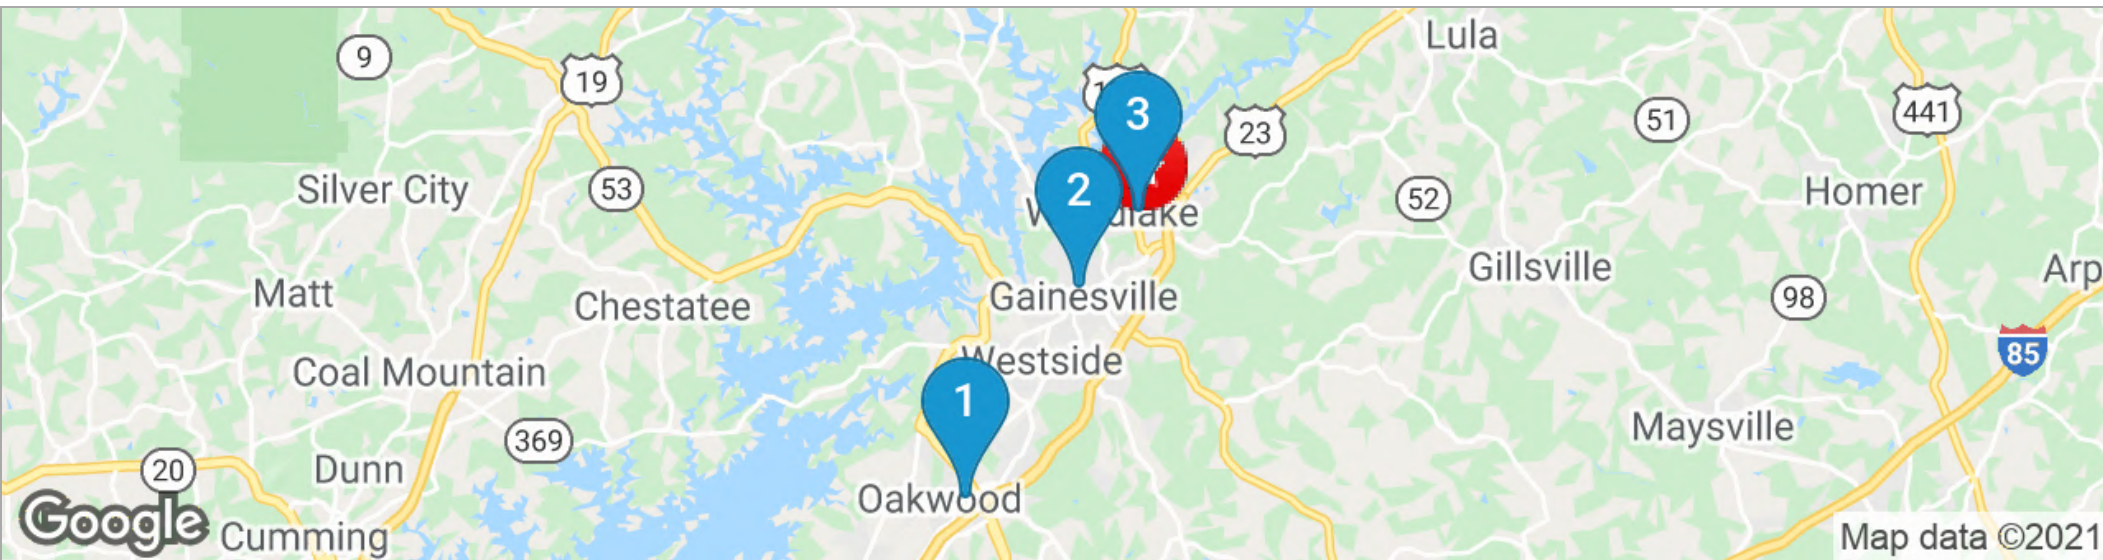 Lula
9
19
3
51
441
23
2
Silver City
53
52
Homer
Gillsville
Arp
Matt
Chestatee
98
Gainesville
85
Westside
Coal Mountain
1
369
Maysville
20
Dunn
Oakwood
Google
Cumming
Map data ©2021